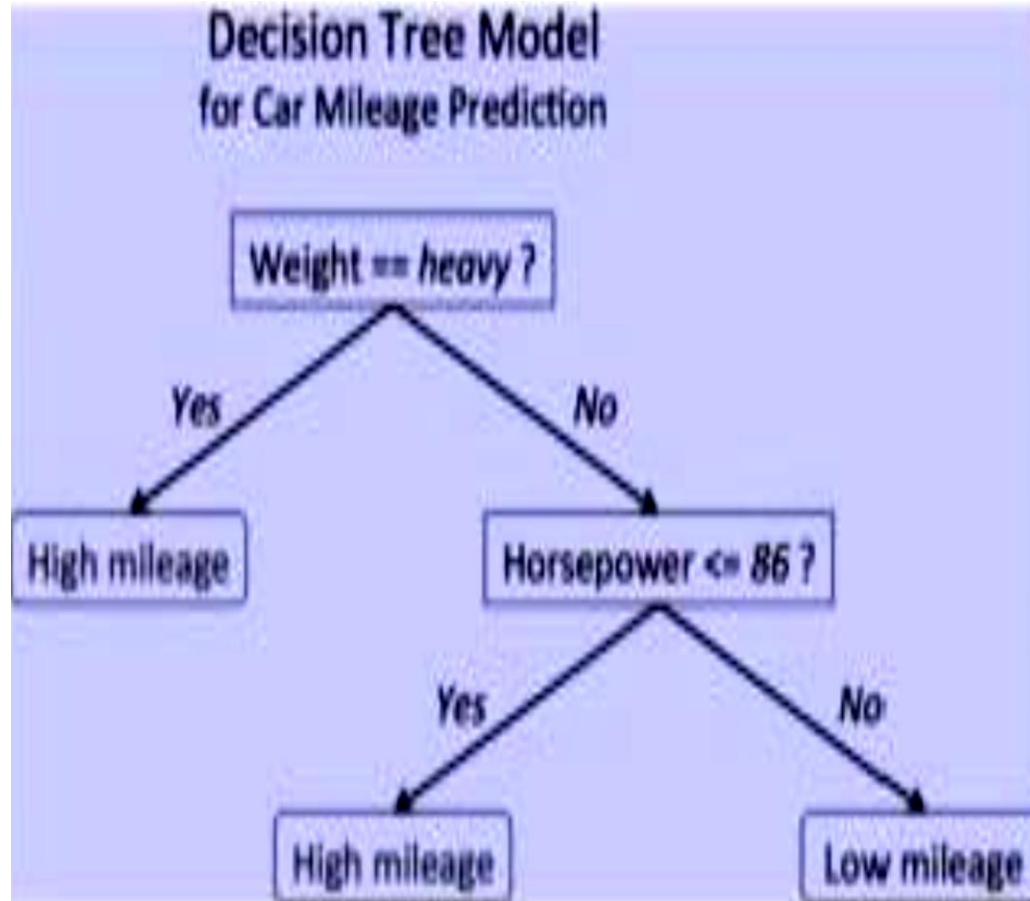 Decision Tree Model
for Car Mileage Prediction
Weight == heavy ?
Yes
No
High mileage
Horsepower <= 86 ?
Yes
No
High mileage
Low mileage